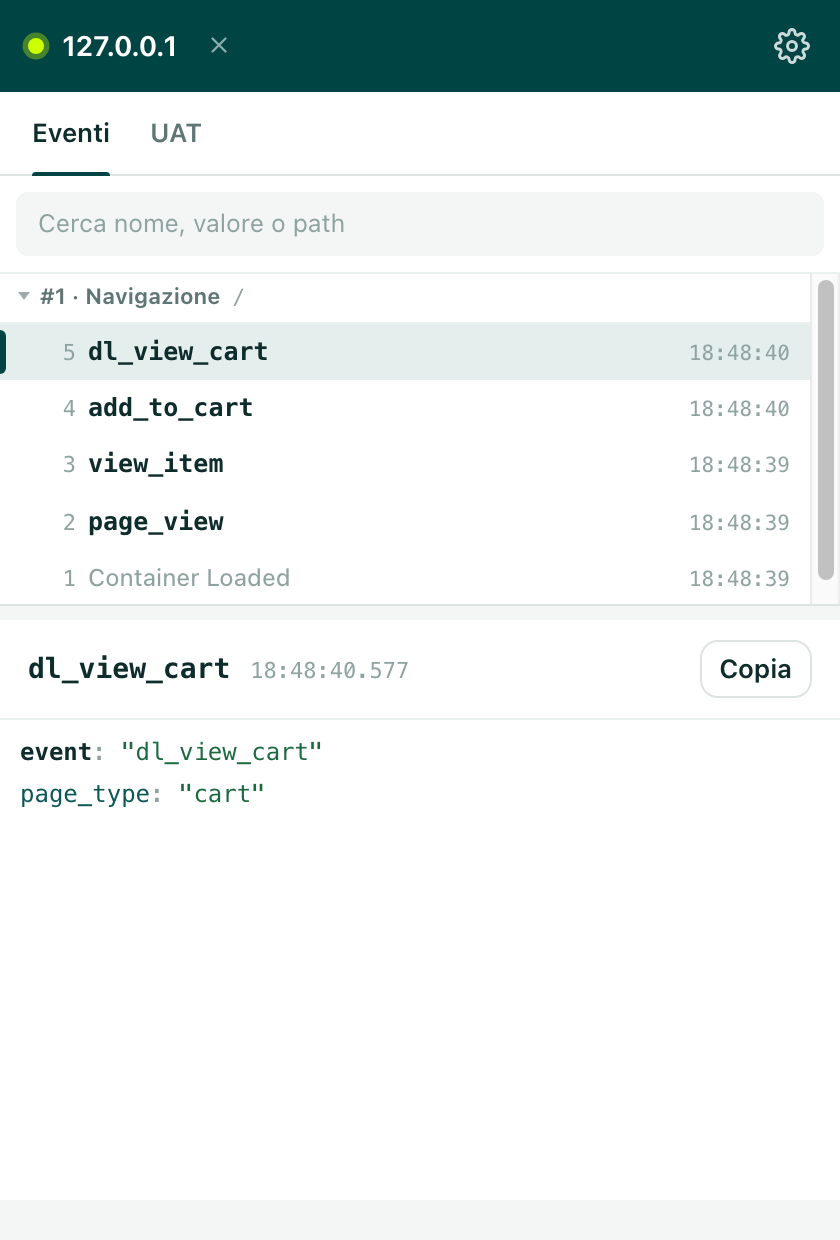 127.0.0.1
Eventi UAT
Cerca nome, valore o path
#1 · Navigazione /
5 dl_view_cart 18:48:40
4 add_to_cart 18:48:40
3 view_item 18:48:39
2 page_view 18:48:39
1 Container Loaded 18:48:39
dl_view_cart 18:48:40.577 Copia
event: "dl_view_cart"
page_type: "cart"